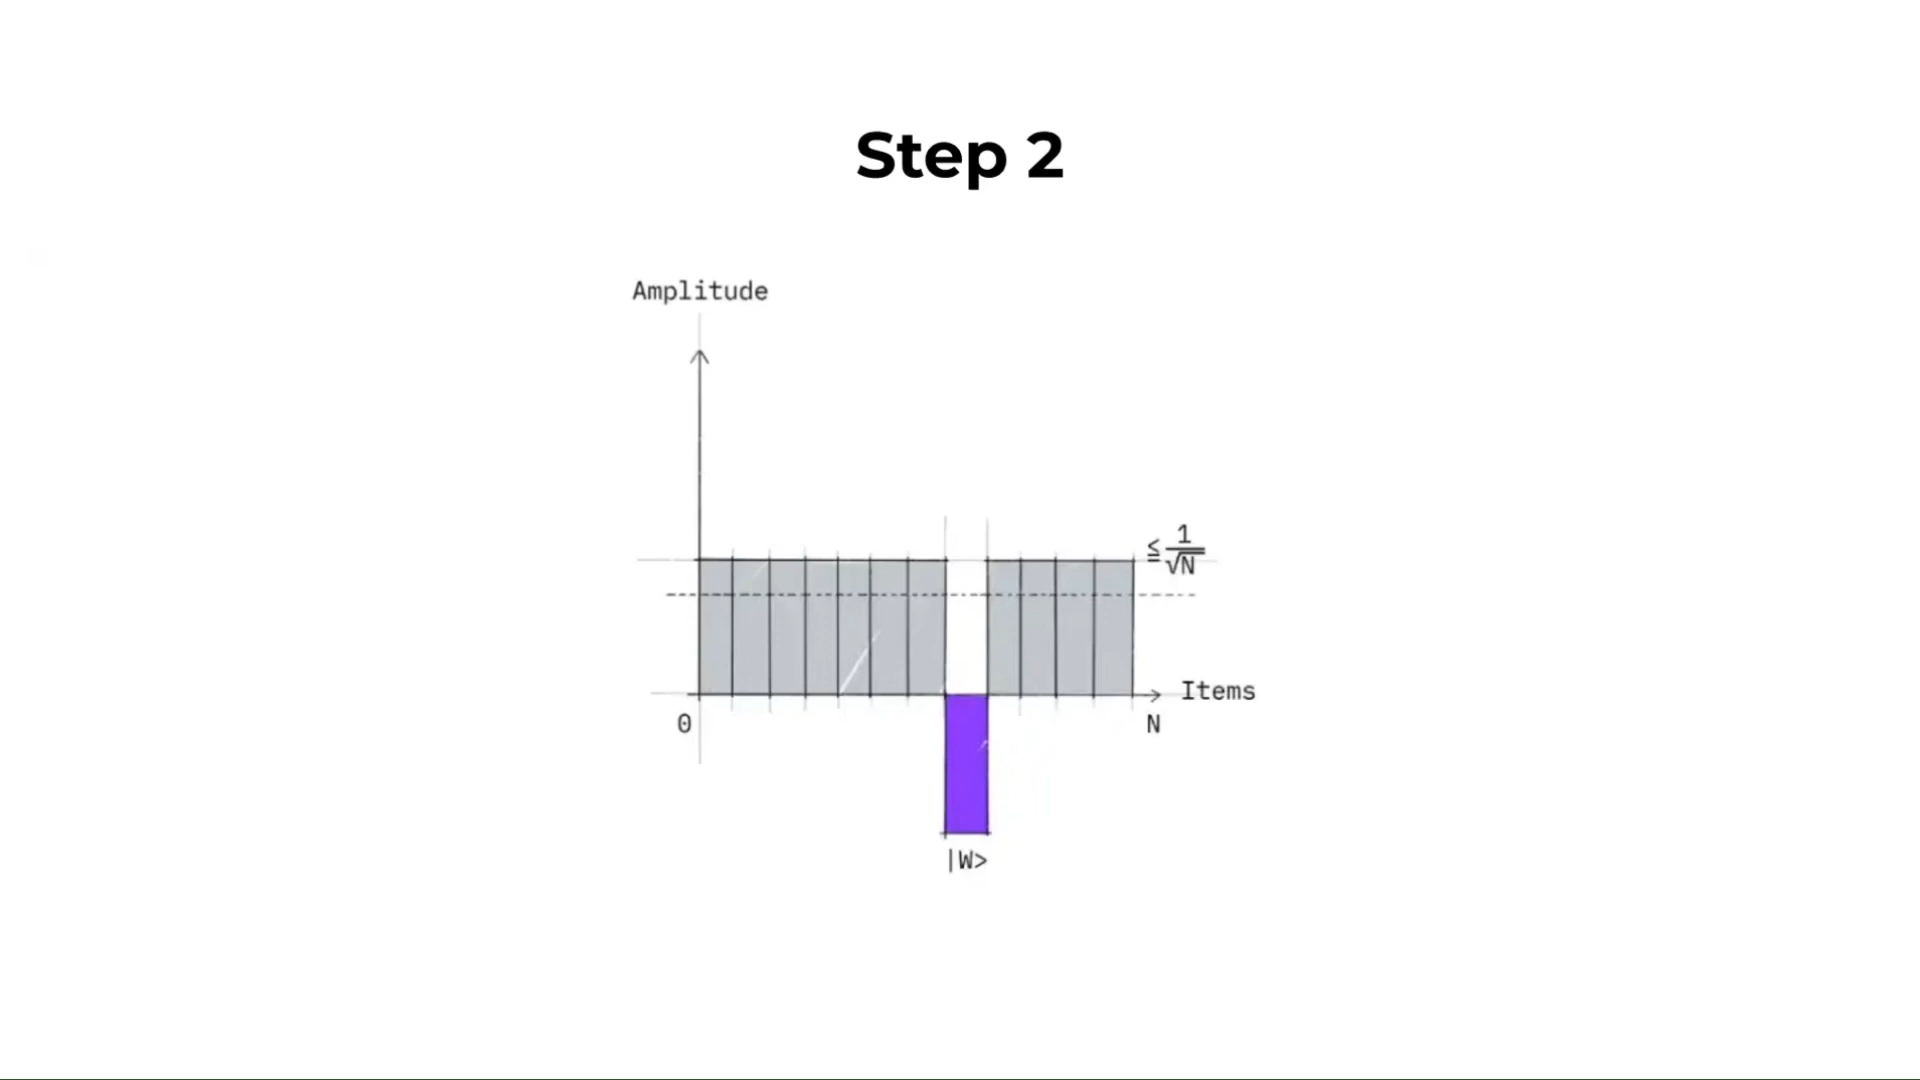 Step 2
Amplitude
≤ 1/√N
Items
0
N
|W>